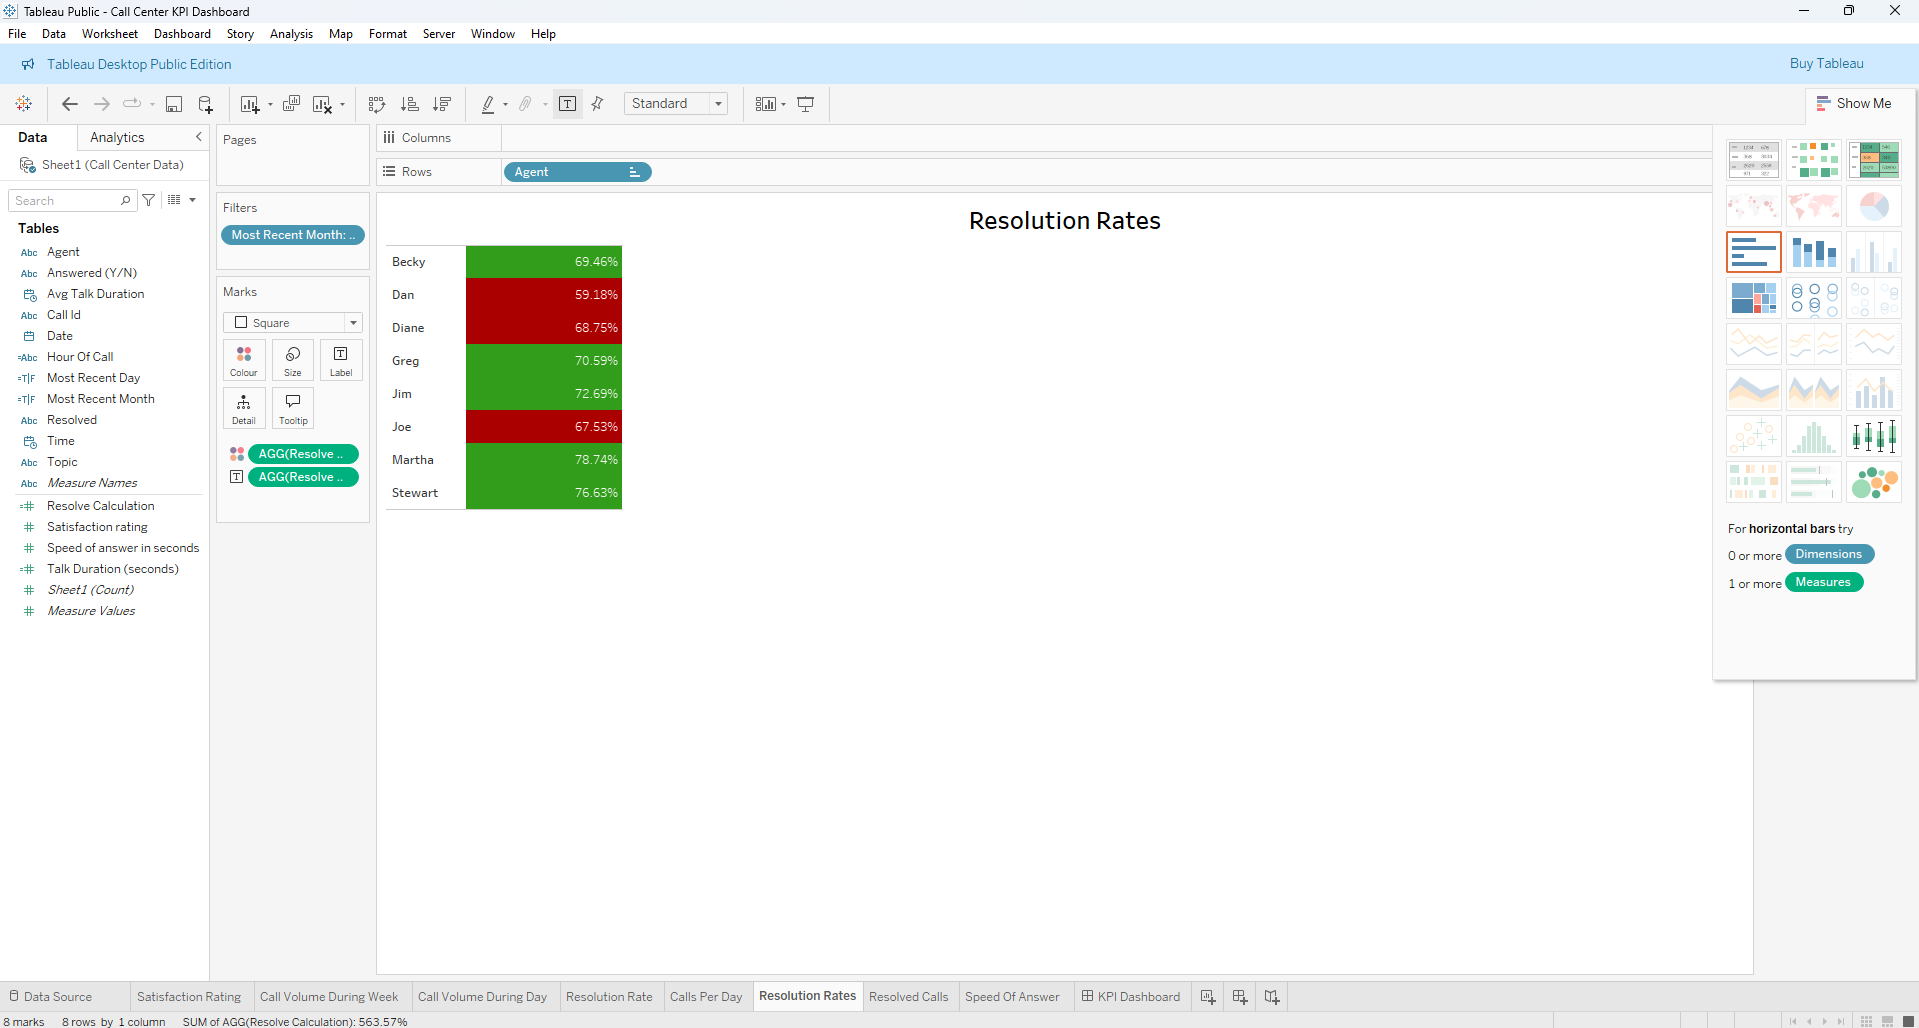 Tableau Public - Call Center KPI Dashboard
File Data Worksheet Dashboard Story Analysis Map Format Server Window Help
Tableau Desktop Public Edition
Buy Tableau
Standard
Show Me
Data
Analytics
Sheet1 (Call Center Data)
Search
Tables
Abc Agent
Abc Answered (Y/N)
Avg Talk Duration
Abc Call Id
Date
=Abc Hour Of Call
=T|F Most Recent Day
=T|F Most Recent Month
Abc Resolved
Time
Abc Topic
Abc Measure Names
=# Resolve Calculation
# Satisfaction rating
# Speed of answer in seconds
=# Talk Duration (seconds)
# Sheet1 (Count)
# Measure Values
Pages
Filters
Most Recent Month: ..
Marks
Square
Colour
Size
Label
Detail
Tooltip
AGG(Resolve ..
AGG(Resolve ..
Columns
Rows
Agent
Resolution Rates
Becky 69.46%
Dan 59.18%
Diane 68.75%
Greg 70.59%
Jim 72.69%
Joe 67.53%
Martha 78.74%
Stewart 76.63%
For horizontal bars try
0 or more Dimensions
1 or more Measures
Data Source
Satisfaction Rating
Call Volume During Week
Call Volume During Day
Resolution Rate
Calls Per Day
Resolution Rates
Resolved Calls
Speed Of Answer
KPI Dashboard
8 marks 8 rows by 1 column SUM of AGG(Resolve Calculation): 563.57%